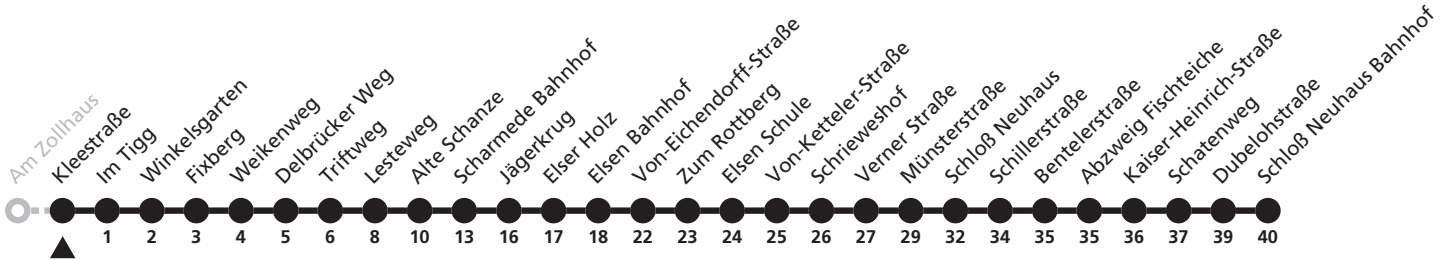 Am Zollhaus
Kleestraße
Im Tigg
Winkelsgarten
Fixberg
Weikenweg
Delbrücker Weg
Triftweg
Lesteweg
Alte Schanze
Scharmede Bahnhof
Jägerkrug
Elser Holz
Elsen Bahnhof
Von-Eichendorff-Straße
Zum Rottberg
Elsen Schule
Von-Ketteler-Straße
Schrieweshof
Verner Straße
Münsterstraße
Schloß Neuhaus
Schillerstraße
Bentelerstraße
Abzweig Fischteiche
Kaiser-Heinrich-Straße
Schatenweg
Dubelohstraße
Schloß Neuhaus Bahnhof
1 2 3 4 5 6 8 10 13 16 17 18 22 23 24 25 26 27 29 32 34 35 35 36 37 39 40